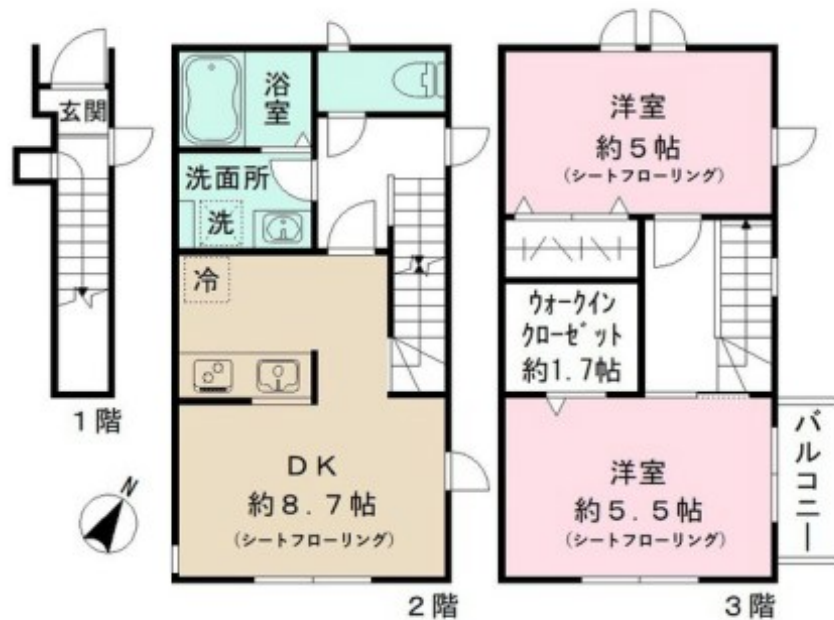 玄関
1階
浴室
洗面所
洗
冷
DK
約8.7帖
(シートフローリング)
2階
洋室
約5帖
(シートフローリング)
ウォークイン
クローゼット
約1.7帖
洋室
約5.5帖
(シートフローリング)
バルコニー
3階
N